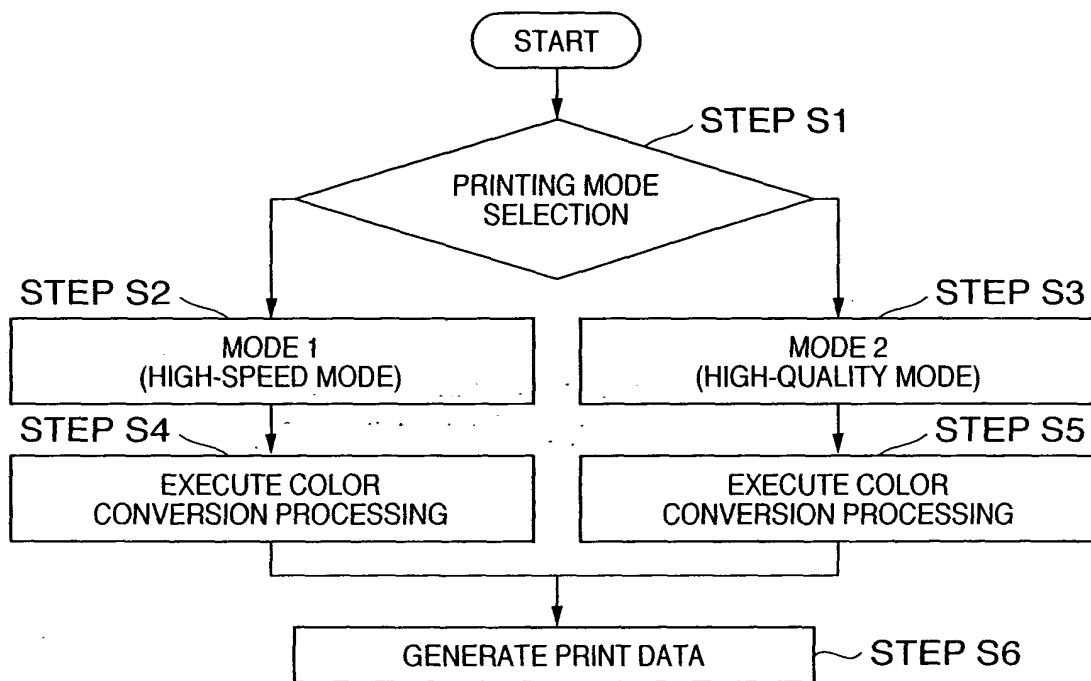 START
STEP S1
PRINTING MODE
SELECTION
STEP S2
STEP S3
MODE 1
(HIGH-SPEED MODE)
MODE 2
(HIGH-QUALITY MODE)
STEP S4
STEP S5
EXECUTE COLOR
CONVERSION PROCESSING
EXECUTE COLOR
CONVERSION PROCESSING
GENERATE PRINT DATA
STEP S6